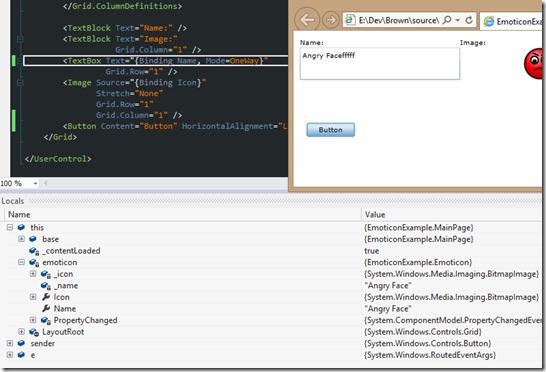 </Grid.ColumnDefinitions>
<TextBlock Text="Name:" />
<TextBlock Text="Image:"
Grid.Column="1" />
<TextBox Text="{Binding Name, Mode=OneWay}"
Grid.Row="1" />
<Image Source="{Binding Icon}"
Stretch="None"
Grid.Row="1"
Grid.Column="1" />
<Button Content="Button" HorizontalAlignment="L
</Grid>
</UserControl>
100 %
E:\Dev\Brown\source\
EmoticonExample
Name:
Image:
Angry Facefffff
Button
Locals
Name Value
this {EmoticonExample.MainPage}
base {EmoticonExample.MainPage}
_contentLoaded true
emoticon {EmoticonExample.Emoticon}
_icon {System.Windows.Media.Imaging.BitmapImage}
_name "Angry Face"
Icon {System.Windows.Media.Imaging.BitmapImage}
Name "Angry Face"
PropertyChanged {System.ComponentModel.PropertyChangedEver
LayoutRoot {System.Windows.Controls.Grid}
sender {System.Windows.Controls.Button}
e {System.Windows.RoutedEventArgs}